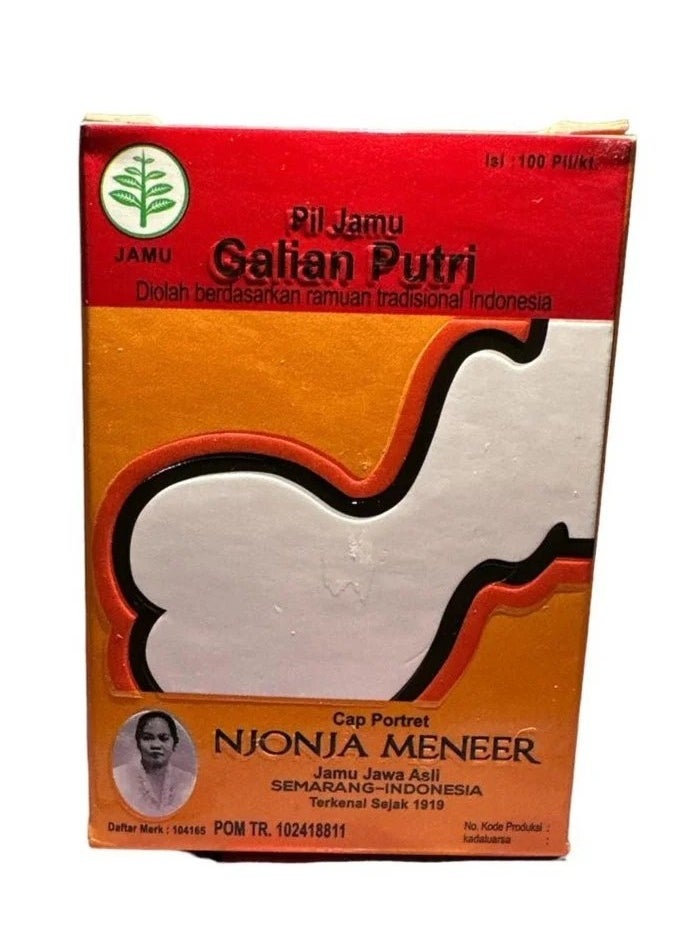 Isi : 100 Pil/kt.
JAMU
Pil Jamu
Galian Putri
Diolah berdasarkan ramuan tradisional Indonesia
Cap Portret
NJONJA MENEER
Jamu Jawa Asli
SEMARANG-INDONESIA
Terkenal Sejak 1919
Daftar Merk : 104165 POM TR. 102418811
No. Kode Produksi :
kadaluarsa :